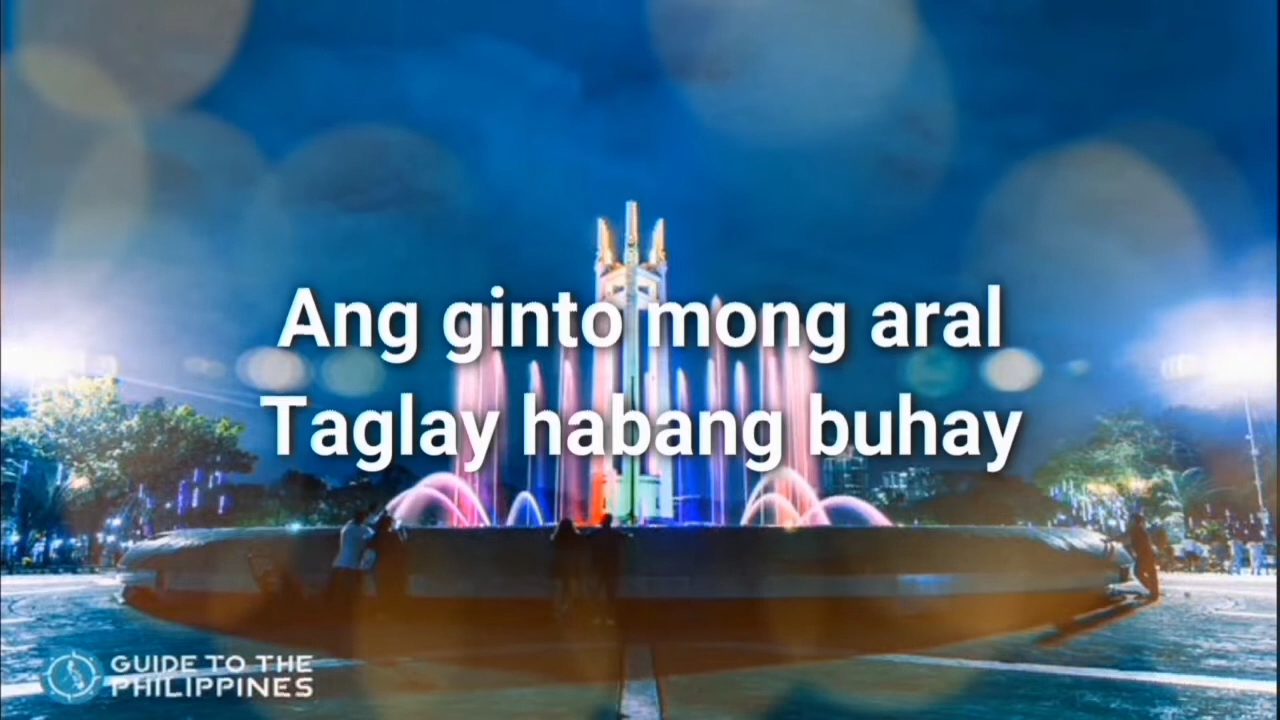 Ang ginto mong aral
Taglay habang buhay
GUIDE TO THE
PHILIPPINES